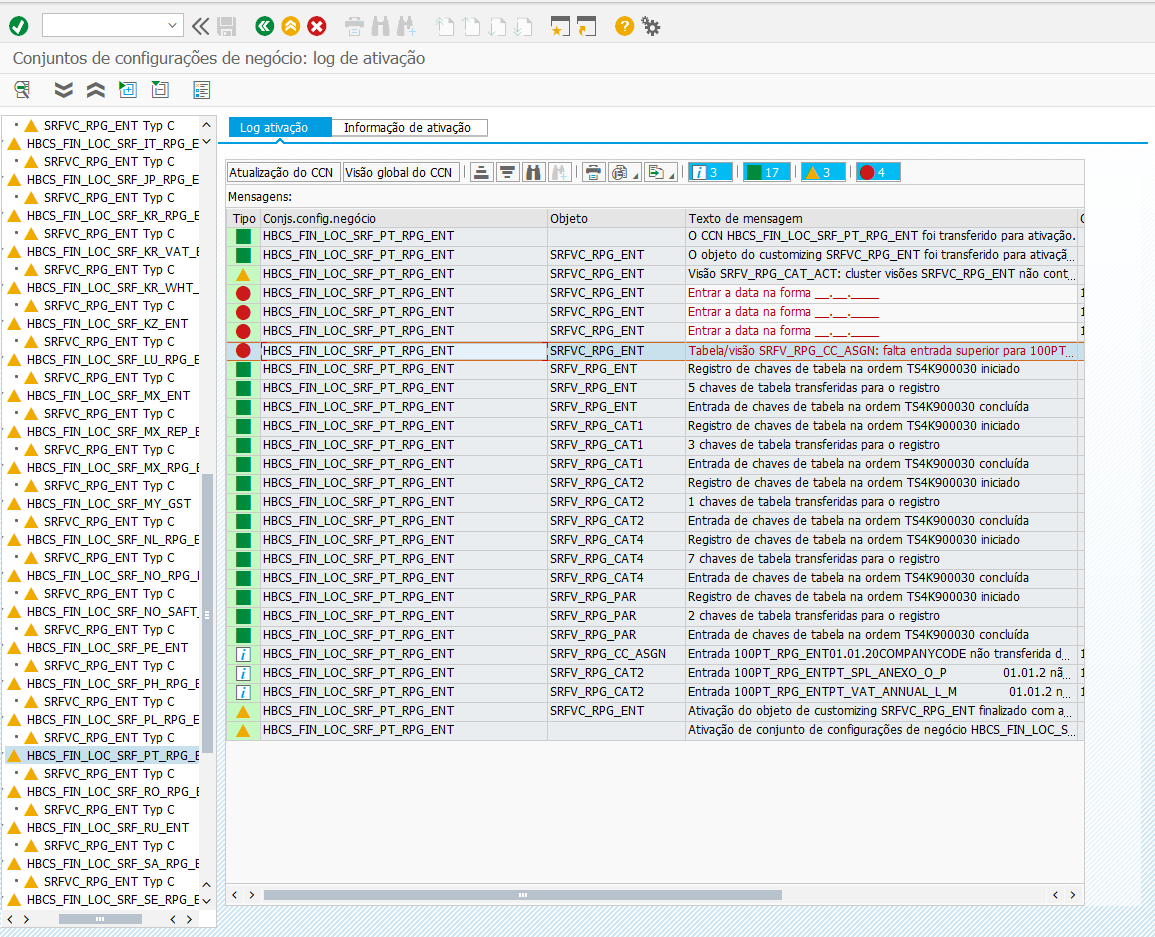 Conjuntos de configurações de negócio: log de ativação
SRFVC_RPG_ENT Typ C
HBCS_FIN_LOC_SRF_IT_RPG_E
SRFVC_RPG_ENT Typ C
HBCS_FIN_LOC_SRF_JP_RPG_E
SRFVC_RPG_ENT Typ C
HBCS_FIN_LOC_SRF_KR_RPG_E
SRFVC_RPG_ENT Typ C
HBCS_FIN_LOC_SRF_KR_VAT_E
SRFVC_RPG_ENT Typ C
HBCS_FIN_LOC_SRF_KR_WHT_
SRFVC_RPG_ENT Typ C
HBCS_FIN_LOC_SRF_KZ_ENT
SRFVC_RPG_ENT Typ C
HBCS_FIN_LOC_SRF_LU_RPG_E
SRFVC_RPG_ENT Typ C
HBCS_FIN_LOC_SRF_MX_ENT
SRFVC_RPG_ENT Typ C
HBCS_FIN_LOC_SRF_MX_REP_E
SRFVC_RPG_ENT Typ C
HBCS_FIN_LOC_SRF_MX_RPG_E
SRFVC_RPG_ENT Typ C
HBCS_FIN_LOC_SRF_MY_GST
SRFVC_RPG_ENT Typ C
HBCS_FIN_LOC_SRF_NL_RPG_E
SRFVC_RPG_ENT Typ C
HBCS_FIN_LOC_SRF_NO_RPG_
SRFVC_RPG_ENT Typ C
HBCS_FIN_LOC_SRF_NO_SAFT_
SRFVC_RPG_ENT Typ C
HBCS_FIN_LOC_SRF_PE_ENT
SRFVC_RPG_ENT Typ C
HBCS_FIN_LOC_SRF_PH_RPG_E
SRFVC_RPG_ENT Typ C
HBCS_FIN_LOC_SRF_PL_RPG_E
SRFVC_RPG_ENT Typ C
HBCS_FIN_LOC_SRF_PT_RPG_E
SRFVC_RPG_ENT Typ C
HBCS_FIN_LOC_SRF_RO_RPG_E
SRFVC_RPG_ENT Typ C
HBCS_FIN_LOC_SRF_RU_ENT
SRFVC_RPG_ENT Typ C
HBCS_FIN_LOC_SRF_SA_RPG_E
SRFVC_RPG_ENT Typ C
HBCS_FIN_LOC_SRF_SE_RPG_E
Log ativação Informação de ativação
Atualização do CCN Visão global do CCN 3 17 3 4
Mensagens:
Tipo Conjs.config.negócio Objeto Texto de mensagem
HBCS_FIN_LOC_SRF_PT_RPG_ENT O CCN HBCS_FIN_LOC_SRF_PT_RPG_ENT foi transferido para ativação.
HBCS_FIN_LOC_SRF_PT_RPG_ENT SRFVC_RPG_ENT O objeto do customizing SRFVC_RPG_ENT foi transferido para ativaçã...
HBCS_FIN_LOC_SRF_PT_RPG_ENT SRFVC_RPG_ENT Visão SRFV_RPG_CAT_ACT: cluster visões SRFVC_RPG_ENT não cont...
HBCS_FIN_LOC_SRF_PT_RPG_ENT SRFVC_RPG_ENT Entrar a data na forma __.__.____ 1
HBCS_FIN_LOC_SRF_PT_RPG_ENT SRFVC_RPG_ENT Entrar a data na forma __.__.____ 1
HBCS_FIN_LOC_SRF_PT_RPG_ENT SRFVC_RPG_ENT Entrar a data na forma __.__.____ 1
HBCS_FIN_LOC_SRF_PT_RPG_ENT SRFVC_RPG_ENT Tabela/visão SRFV_RPG_CC_ASGN: falta entrada superior para 100PT...
HBCS_FIN_LOC_SRF_PT_RPG_ENT SRFV_RPG_ENT Registro de chaves de tabela na ordem TS4K900030 iniciado
HBCS_FIN_LOC_SRF_PT_RPG_ENT SRFV_RPG_ENT 5 chaves de tabela transferidas para o registro
HBCS_FIN_LOC_SRF_PT_RPG_ENT SRFV_RPG_ENT Entrada de chaves de tabela na ordem TS4K900030 concluída
HBCS_FIN_LOC_SRF_PT_RPG_ENT SRFV_RPG_CAT1 Registro de chaves de tabela na ordem TS4K900030 iniciado
HBCS_FIN_LOC_SRF_PT_RPG_ENT SRFV_RPG_CAT1 3 chaves de tabela transferidas para o registro
HBCS_FIN_LOC_SRF_PT_RPG_ENT SRFV_RPG_CAT1 Entrada de chaves de tabela na ordem TS4K900030 concluída
HBCS_FIN_LOC_SRF_PT_RPG_ENT SRFV_RPG_CAT2 Registro de chaves de tabela na ordem TS4K900030 iniciado
HBCS_FIN_LOC_SRF_PT_RPG_ENT SRFV_RPG_CAT2 1 chaves de tabela transferidas para o registro
HBCS_FIN_LOC_SRF_PT_RPG_ENT SRFV_RPG_CAT2 Entrada de chaves de tabela na ordem TS4K900030 concluída
HBCS_FIN_LOC_SRF_PT_RPG_ENT SRFV_RPG_CAT4 Registro de chaves de tabela na ordem TS4K900030 iniciado
HBCS_FIN_LOC_SRF_PT_RPG_ENT SRFV_RPG_CAT4 7 chaves de tabela transferidas para o registro
HBCS_FIN_LOC_SRF_PT_RPG_ENT SRFV_RPG_CAT4 Entrada de chaves de tabela na ordem TS4K900030 concluída
HBCS_FIN_LOC_SRF_PT_RPG_ENT SRFV_RPG_PAR Registro de chaves de tabela na ordem TS4K900030 iniciado
HBCS_FIN_LOC_SRF_PT_RPG_ENT SRFV_RPG_PAR 2 chaves de tabela transferidas para o registro
HBCS_FIN_LOC_SRF_PT_RPG_ENT SRFV_RPG_PAR Entrada de chaves de tabela na ordem TS4K900030 concluída
HBCS_FIN_LOC_SRF_PT_RPG_ENT SRFV_RPG_CC_ASGN Entrada 100PT_RPG_ENT01.01.20COMPANYCODE não transferida d... 1
HBCS_FIN_LOC_SRF_PT_RPG_ENT SRFV_RPG_CAT2 Entrada 100PT_RPG_ENTPT_SPL_ANEXO_O_P 01.01.2 nã... 1
HBCS_FIN_LOC_SRF_PT_RPG_ENT SRFV_RPG_CAT2 Entrada 100PT_RPG_ENTPT_VAT_ANNUAL_L_M 01.01.2 n... 1
HBCS_FIN_LOC_SRF_PT_RPG_ENT SRFVC_RPG_ENT Ativação do objeto de customizing SRFVC_RPG_ENT finalizado com a...
HBCS_FIN_LOC_SRF_PT_RPG_ENT Ativação de conjunto de configurações de negócio HBCS_FIN_LOC_S...